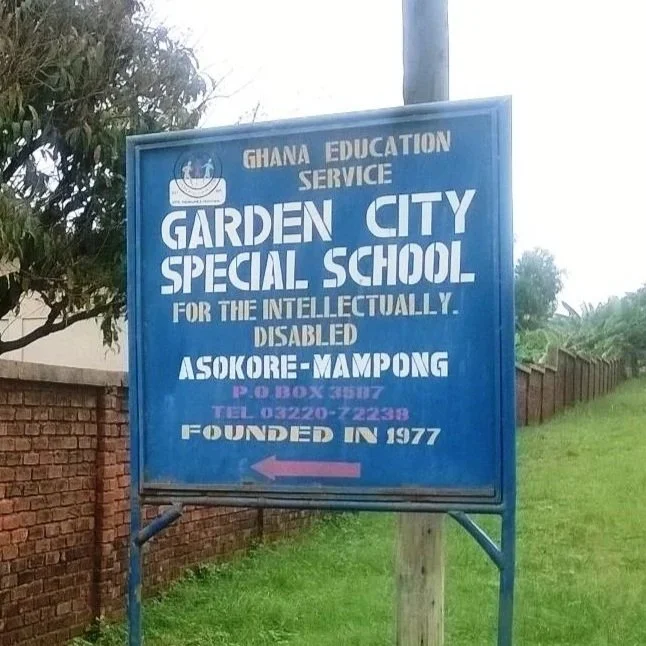 GHANA EDUCATION
SERVICE
GARDEN CITY
SPECIAL SCHOOL
FOR THE INTELLECTUALLY.
DISABLED
ASOKORE-MAMPONG
P.O BOX 3587
TEL 03220-72238
FOUNDED IN 1977